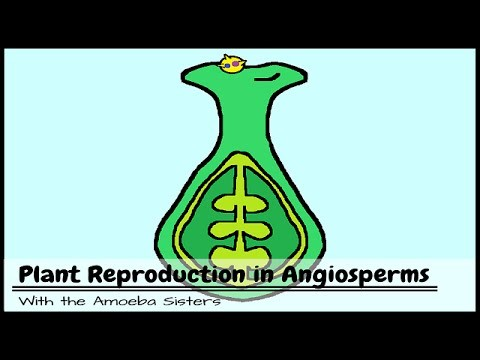 Plant Reproduction in Angiosperms
With the Amoeba Sisters